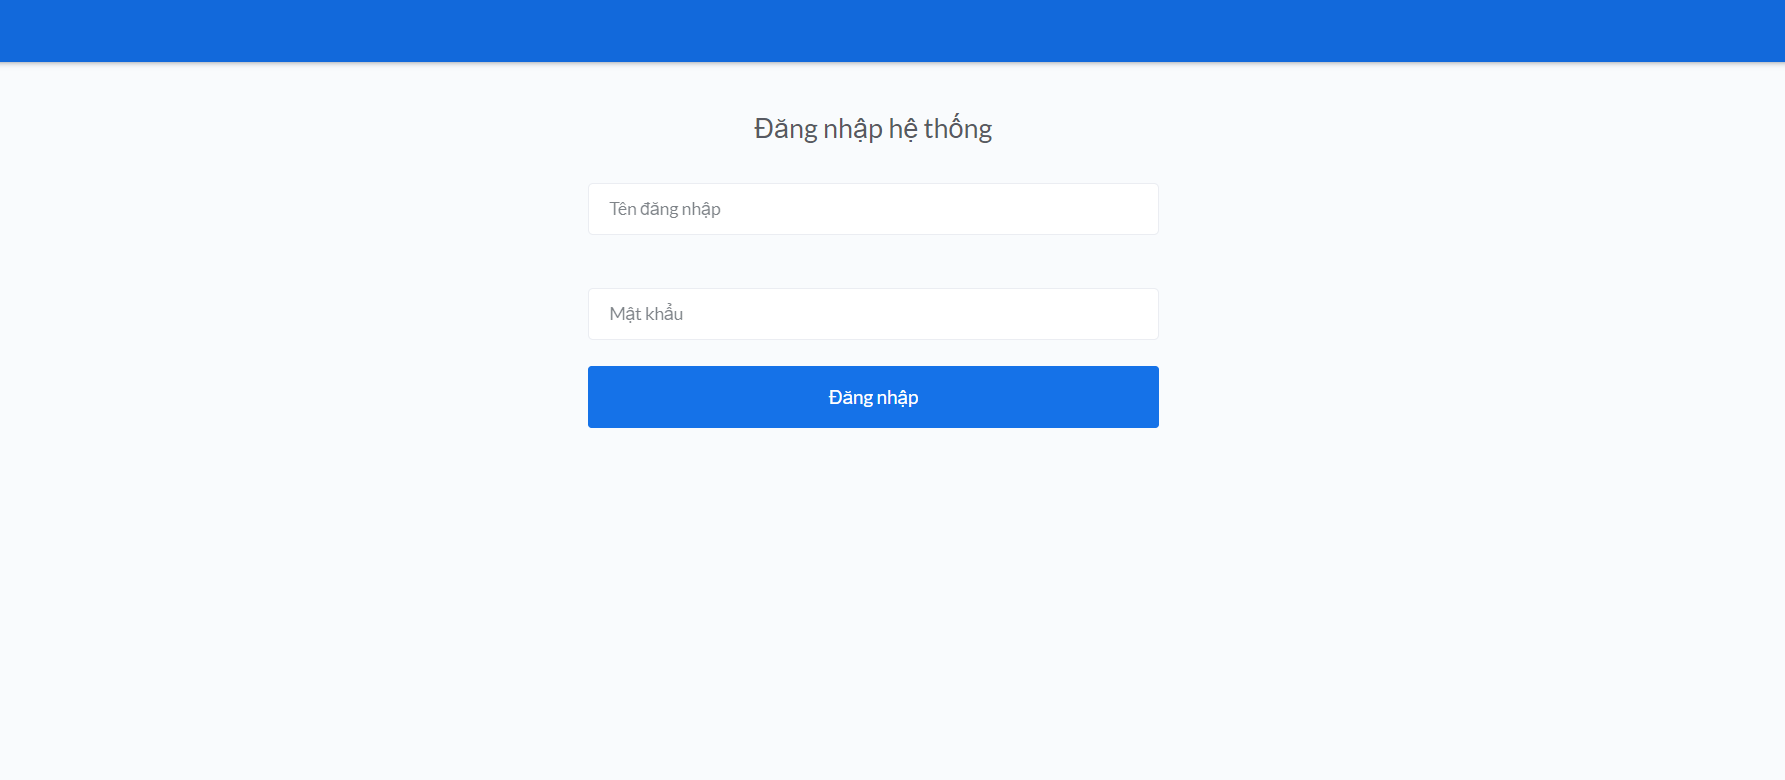 Đăng nhập hệ thống
Tên đăng nhập
Mật khẩu
Đăng nhập